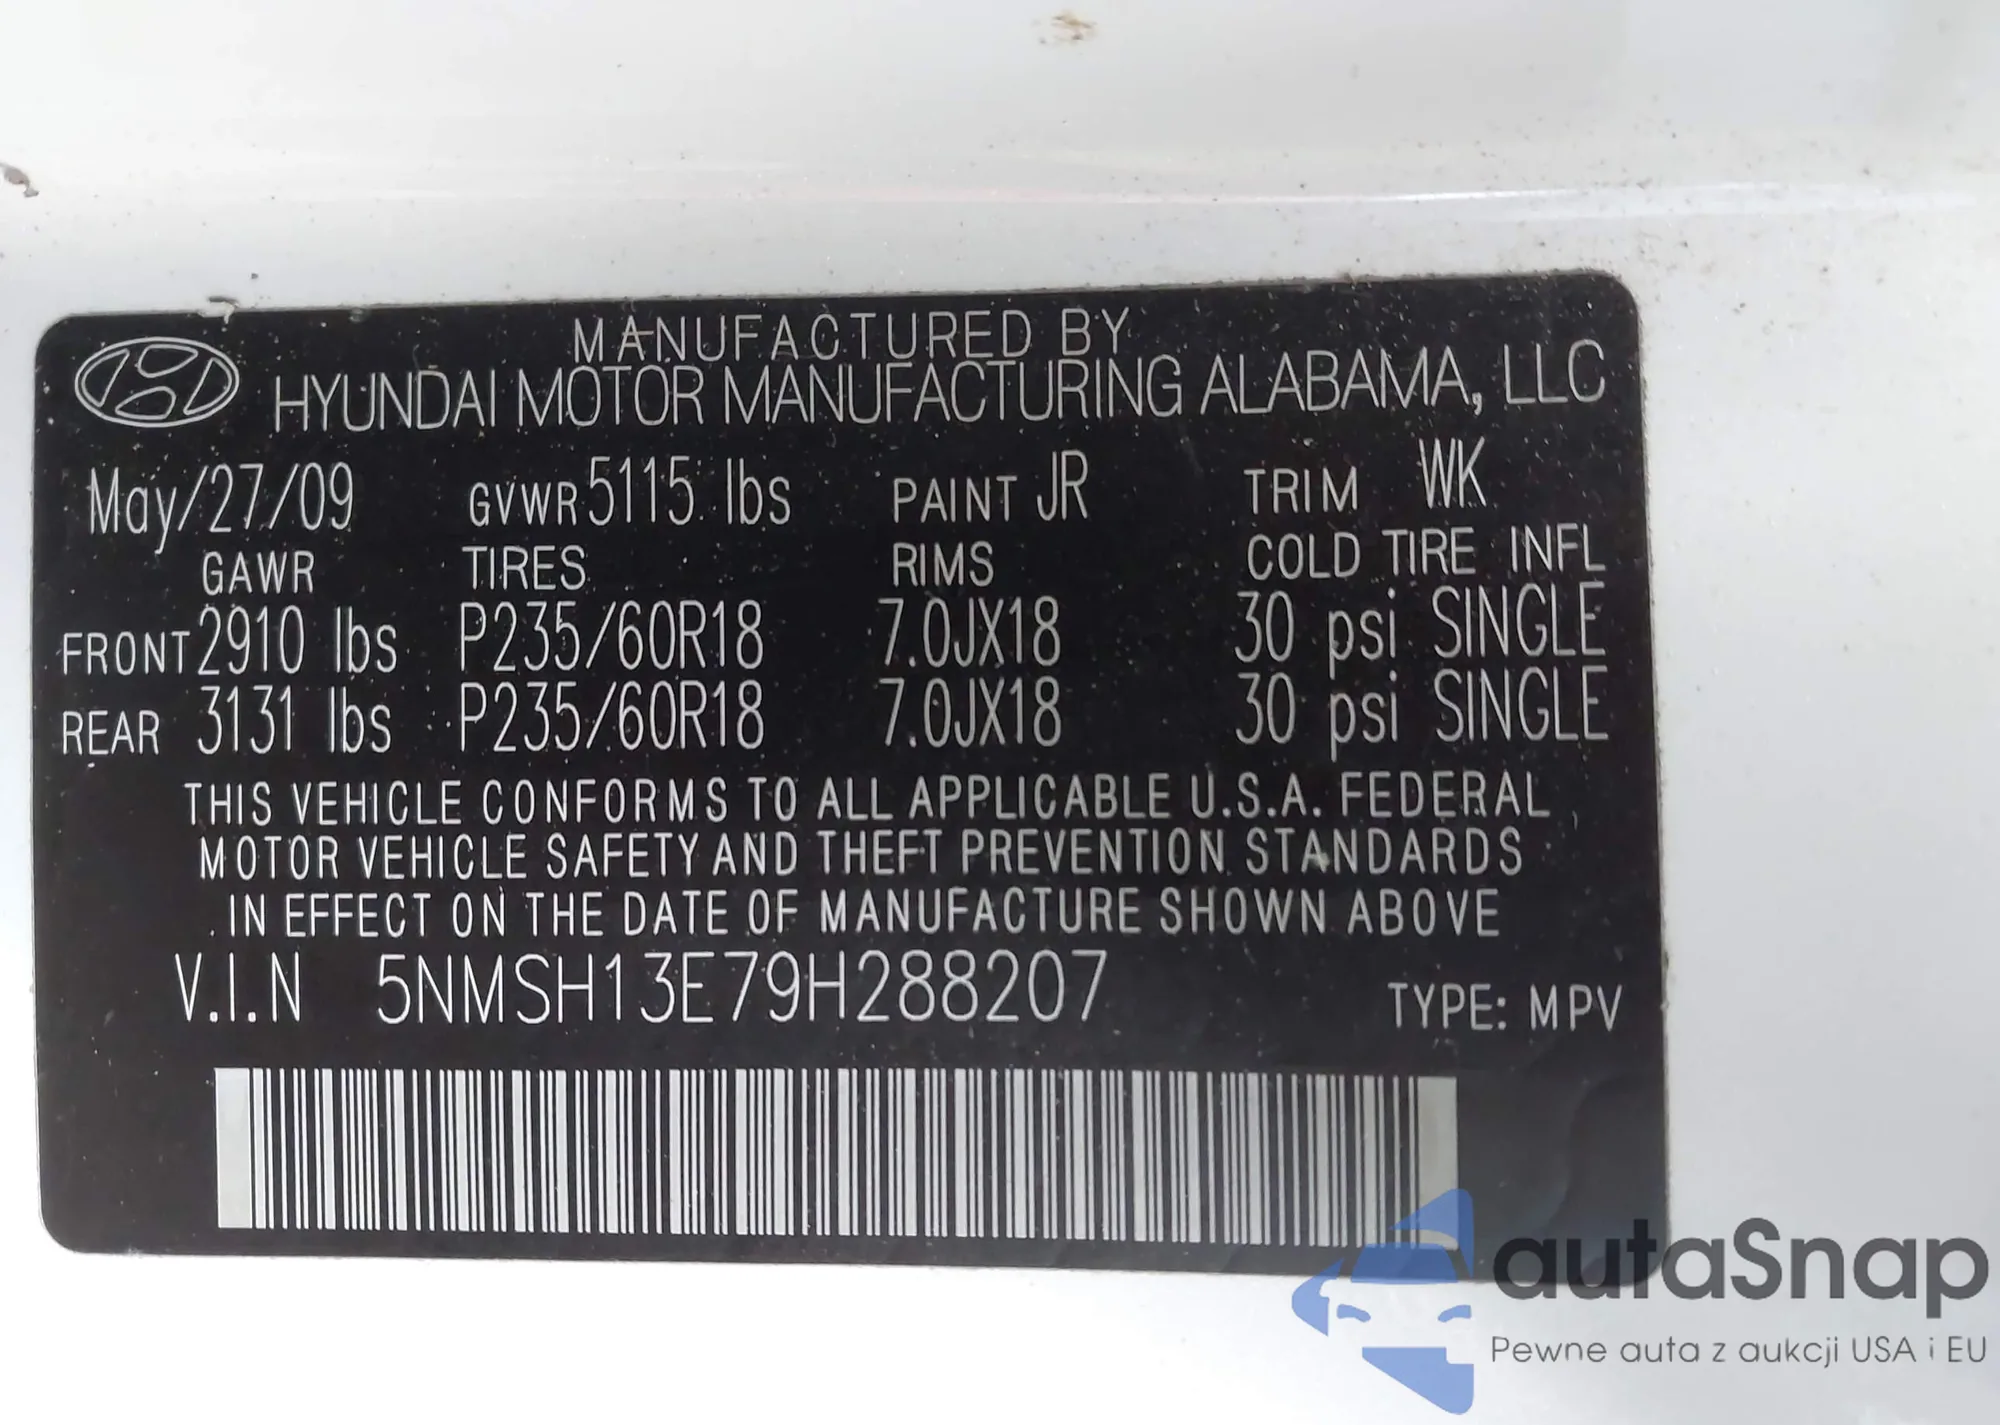 MANUFACTURED BY
HYUNDAI MOTOR MANUFACTURING ALABAMA, LLC
May/27/09 GVWR 5115 lbs PAINT JR TRIM WK
GAWR TIRES RIMS COLD TIRE INFL
FRONT 2910 lbs P235/60R18 7.0JX18 30 psi SINGLE
REAR 3131 lbs P235/60R18 7.0JX18 30 psi SINGLE
THIS VEHICLE CONFORMS TO ALL APPLICABLE U.S.A. FEDERAL
MOTOR VEHICLE SAFETY AND THEFT PREVENTION STANDARDS
IN EFFECT ON THE DATE OF MANUFACTURE SHOWN ABOVE
V.I.N 5NMSH13E79H288207 TYPE: MPV
autaSnap
Pewne auta z aukcji USA i EU